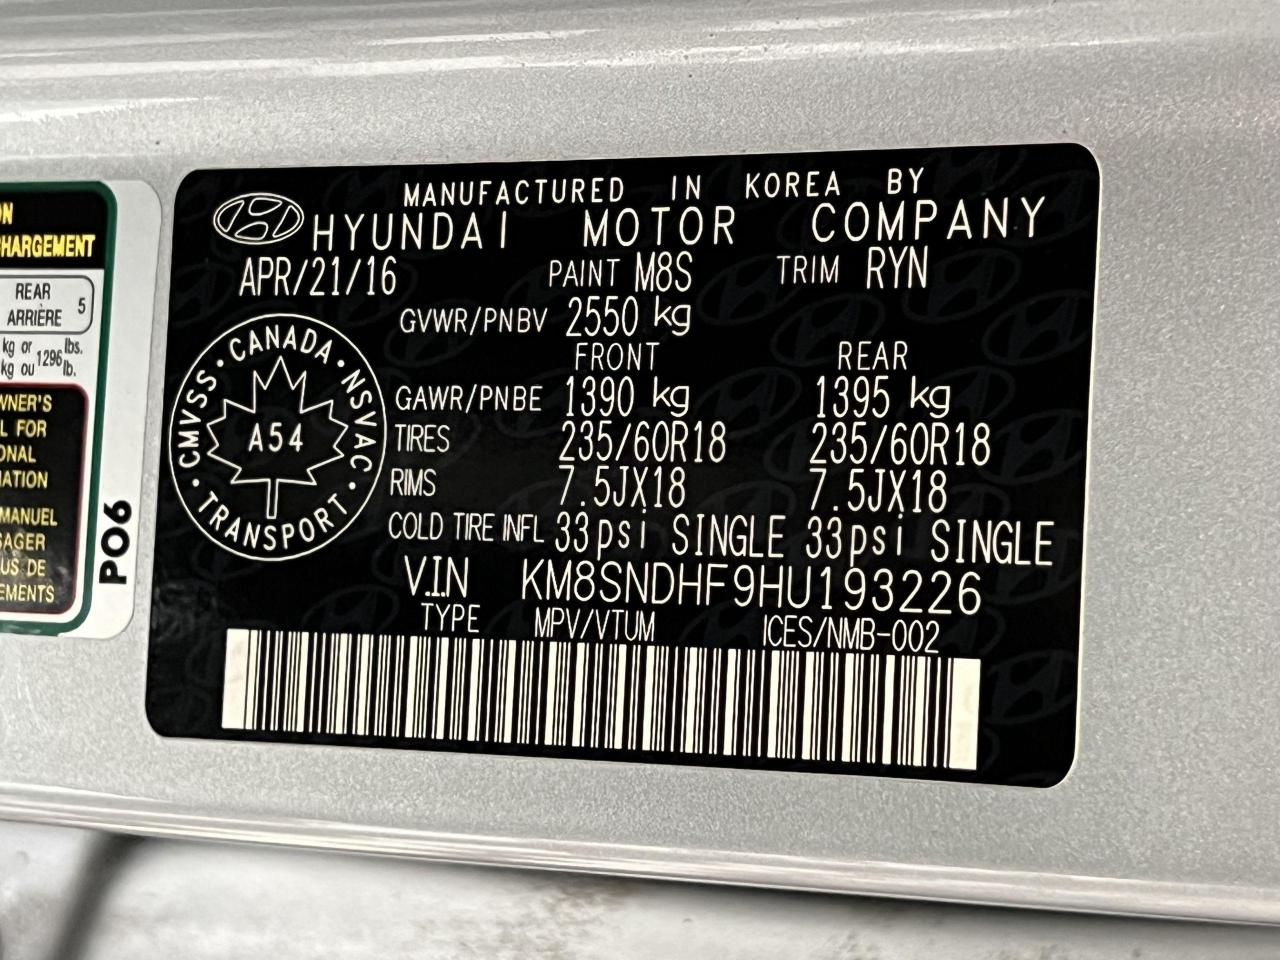 N
CHARGEMENT
REAR
ARRIÈRE 5
kg or 1296 lbs.
kg ou lb.
WNER'S
L FOR
ONAL
MATION
MANUEL
SAGER
US DE
EMENTS
PO6
MANUFACTURED IN KOREA BY
HYUNDAI MOTOR COMPANY
APR/21/16 PAINT M8S TRIM RYN
GVWR/PNBV 2550 kg
FRONT REAR
GAWR/PNBE 1390 kg 1395 kg
TIRES 235/60R18 235/60R18
RIMS 7.5JX18 7.5JX18
COLD TIRE INFL 33psi SINGLE 33psi SINGLE
V.I.N KM8SNDHF9HU193226
TYPE MPV/VTUM ICES/NMB-002
CANADA · NSVAC · TRANSPORT · CMVSS ·
A54